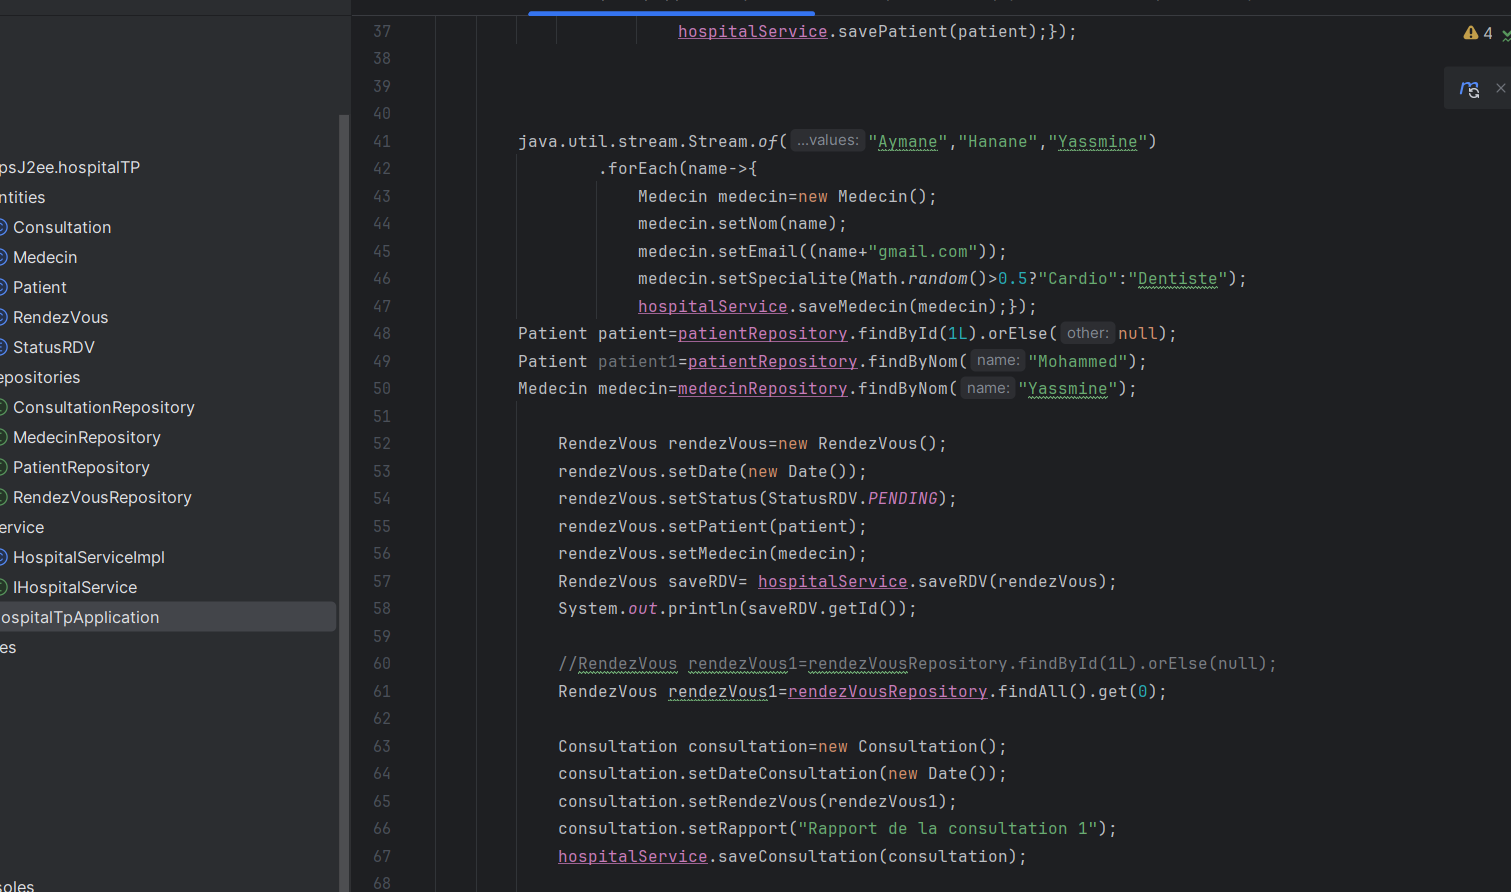 psJ2ee.hospitalTP
ntities
Consultation
Medecin
Patient
RendezVous
StatusRDV
epositories
ConsultationRepository
MedecinRepository
PatientRepository
RendezVousRepository
ervice
HospitalServiceImpl
IHospitalService
ospitalTpApplication
es
soles
4
37 hospitalService.savePatient(patient);});
38
39
40
41 java.util.stream.Stream.of( ...values: "Aymane","Hanane","Yassmine")
42 .forEach(name->{
43 Medecin medecin=new Medecin();
44 medecin.setNom(name);
45 medecin.setEmail((name+"gmail.com"));
46 medecin.setSpecialite(Math.random()>0.5?"Cardio":"Dentiste");
47 hospitalService.saveMedecin(medecin);});
48 Patient patient=patientRepository.findById(1L).orElse( other: null);
49 Patient patient1=patientRepository.findByNom( name: "Mohammed");
50 Medecin medecin=medecinRepository.findByNom( name: "Yassmine");
51
52 RendezVous rendezVous=new RendezVous();
53 rendezVous.setDate(new Date());
54 rendezVous.setStatus(StatusRDV.PENDING);
55 rendezVous.setPatient(patient);
56 rendezVous.setMedecin(medecin);
57 RendezVous saveRDV= hospitalService.saveRDV(rendezVous);
58 System.out.println(saveRDV.getId());
59
60 //RendezVous rendezVous1=rendezVousRepository.findById(1L).orElse(null);
61 RendezVous rendezVous1=rendezVousRepository.findAll().get(0);
62
63 Consultation consultation=new Consultation();
64 consultation.setDateConsultation(new Date());
65 consultation.setRendezVous(rendezVous1);
66 consultation.setRapport("Rapport de la consultation 1");
67 hospitalService.saveConsultation(consultation);
68